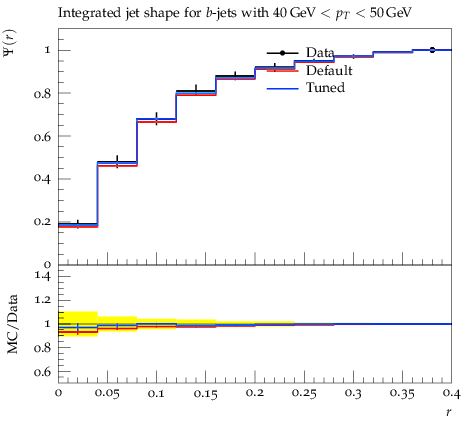 Integrated jet shape for b-jets with 40 GeV < p_T < 50 GeV
Ψ(r)
Data
Default
Tuned
1
0.8
0.6
0.4
0.2
0
MC/Data
1.4
1.2
1
0.8
0.6
0 0.05 0.1 0.15 0.2 0.25 0.3 0.35 0.4
r